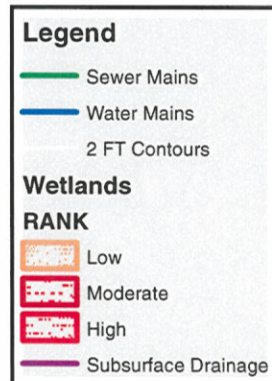 Legend
Sewer Mains
Water Mains
2 FT Contours
Wetlands
RANK
Low
Moderate
High
Subsurface Drainage